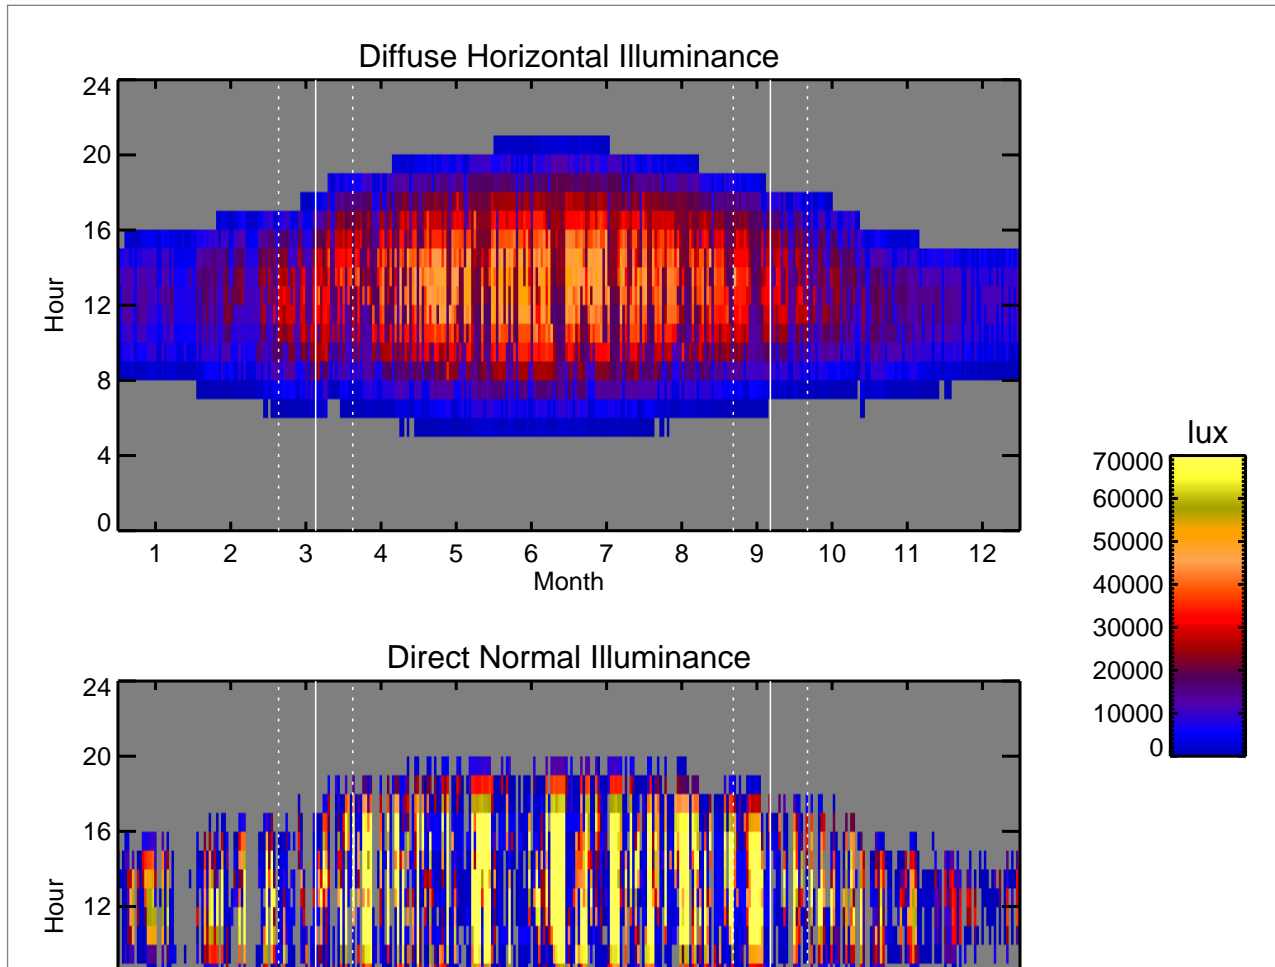 Diffuse Horizontal Illuminance
24
20
16
12
8
4
0
Hour
1 2 3 4 5 6 7 8 9 10 11 12
Month
lux
70000
60000
50000
40000
30000
20000
10000
0
Direct Normal Illuminance
24
20
16
12
Hour